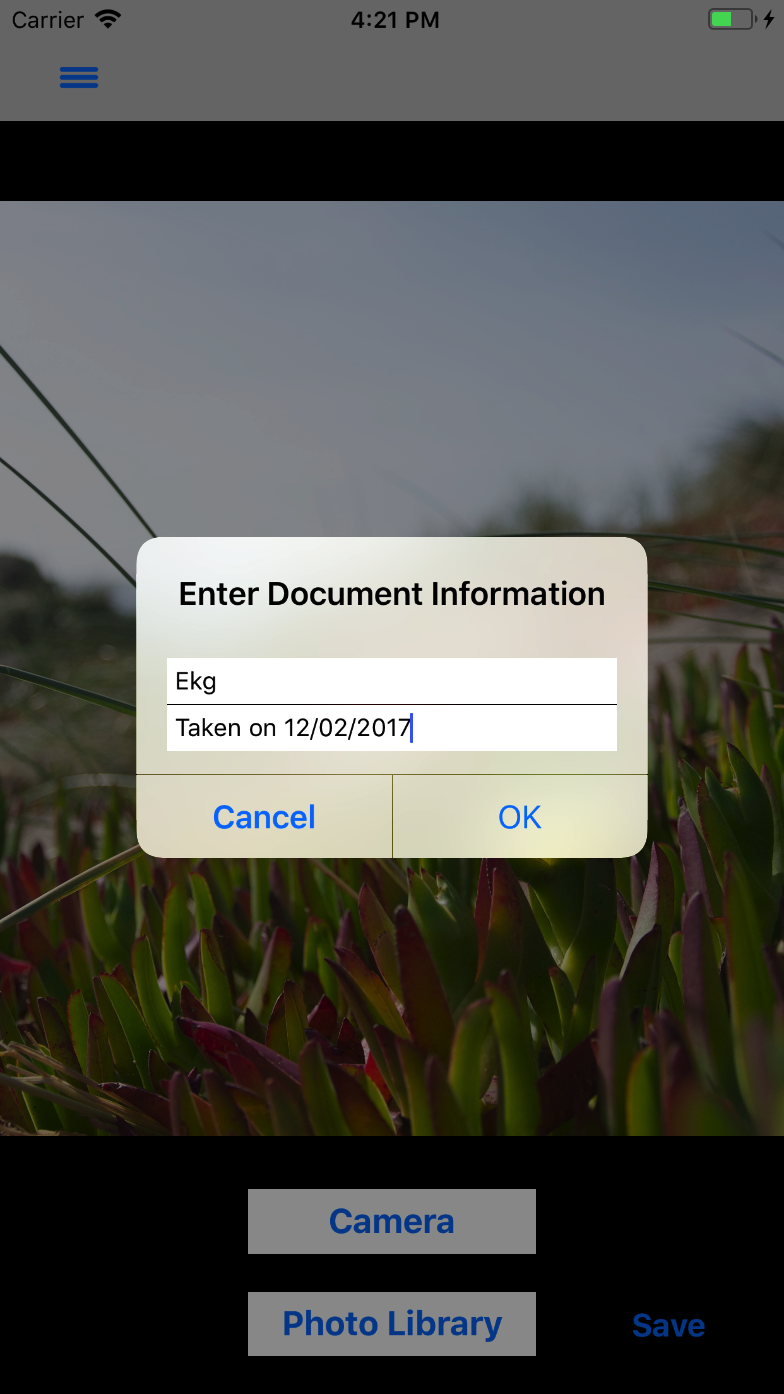 Carrier 4:21 PM
Enter Document Information
Ekg
Taken on 12/02/2017
Cancel OK
Camera
Photo Library Save